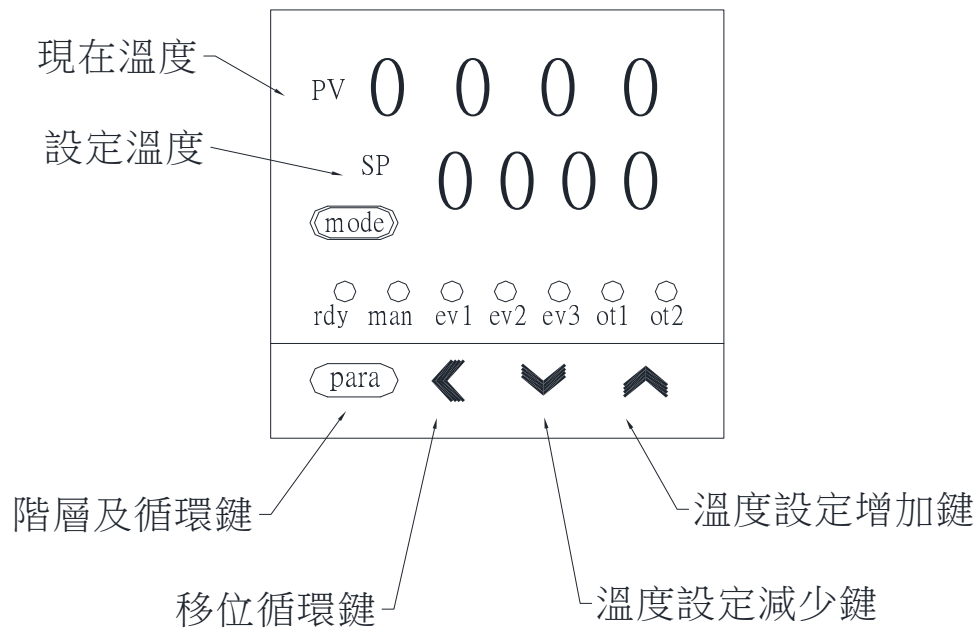 現在溫度
PV 0 0 0 0
設定溫度
SP 0 0 0 0
mode
rdy man ev1 ev2 ev3 ot1 ot2
para
階層及循環鍵
溫度設定增加鍵
移位循環鍵
溫度設定減少鍵